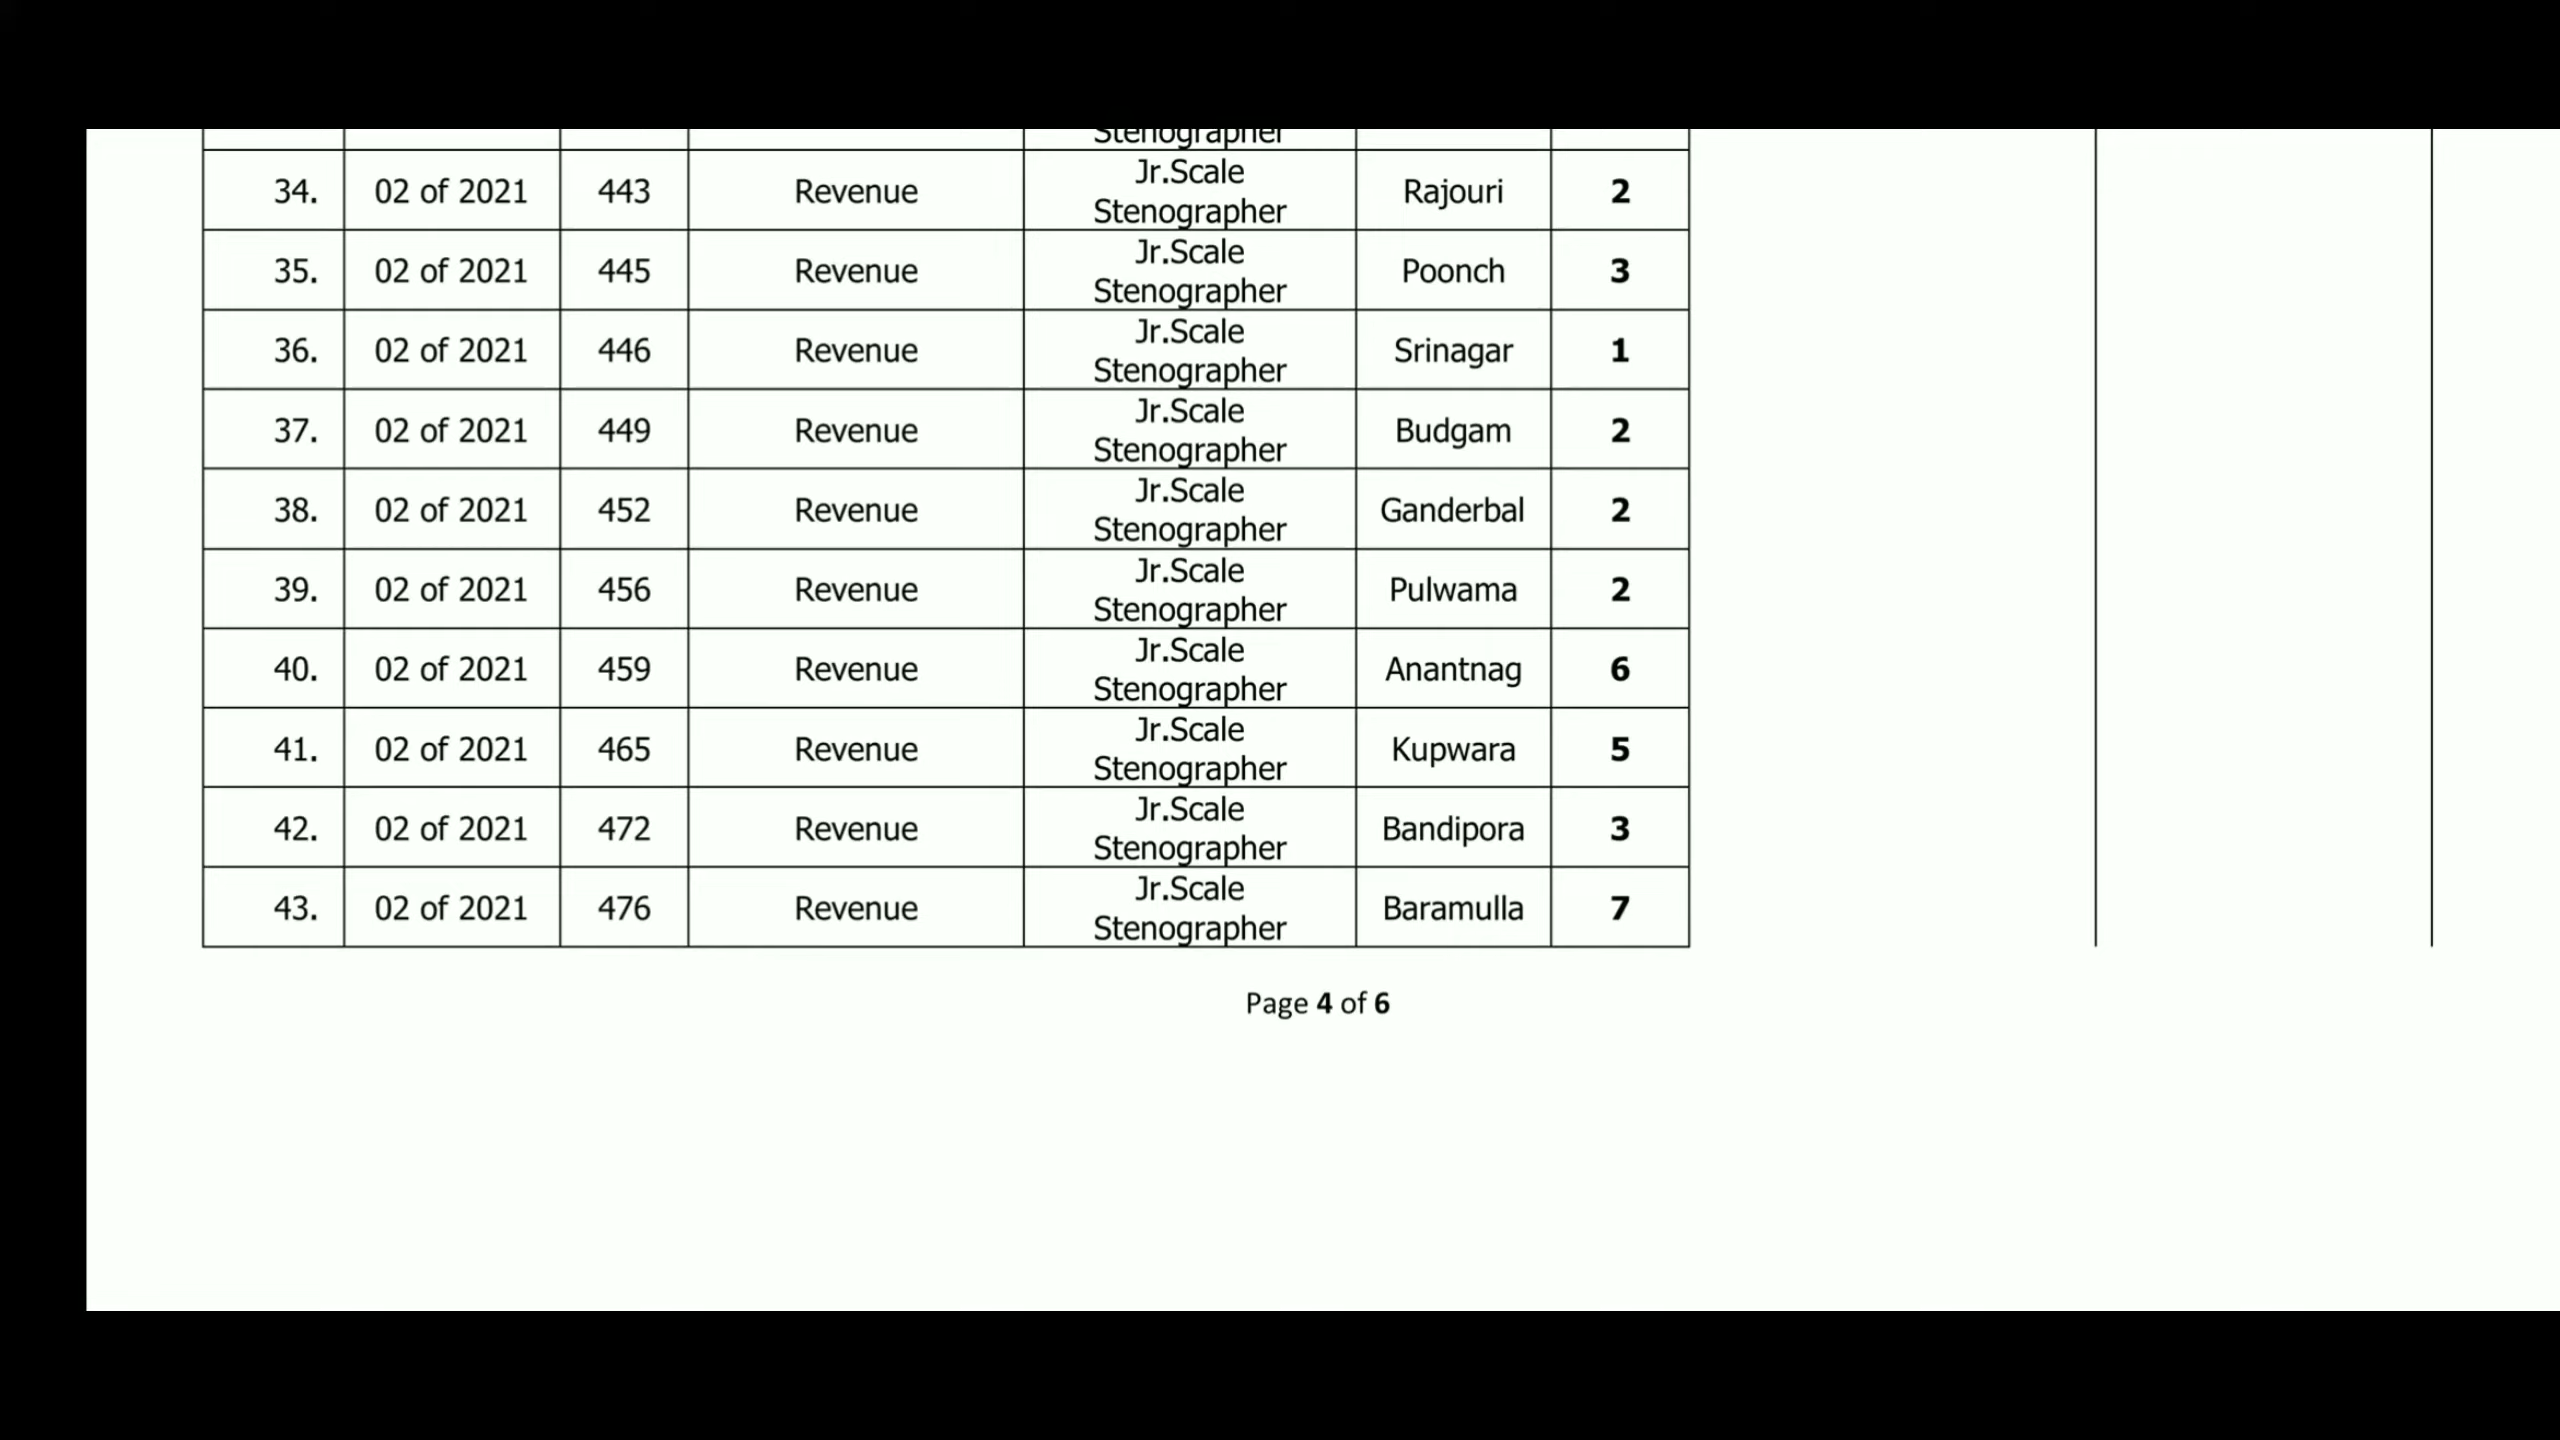 Stenographer
34. 02 of 2021 443 Revenue Jr.Scale Stenographer Rajouri 2
35. 02 of 2021 445 Revenue Jr.Scale Stenographer Poonch 3
36. 02 of 2021 446 Revenue Jr.Scale Stenographer Srinagar 1
37. 02 of 2021 449 Revenue Jr.Scale Stenographer Budgam 2
38. 02 of 2021 452 Revenue Jr.Scale Stenographer Ganderbal 2
39. 02 of 2021 456 Revenue Jr.Scale Stenographer Pulwama 2
40. 02 of 2021 459 Revenue Jr.Scale Stenographer Anantnag 6
41. 02 of 2021 465 Revenue Jr.Scale Stenographer Kupwara 5
42. 02 of 2021 472 Revenue Jr.Scale Stenographer Bandipora 3
43. 02 of 2021 476 Revenue Jr.Scale Stenographer Baramulla 7
Page 4 of 6